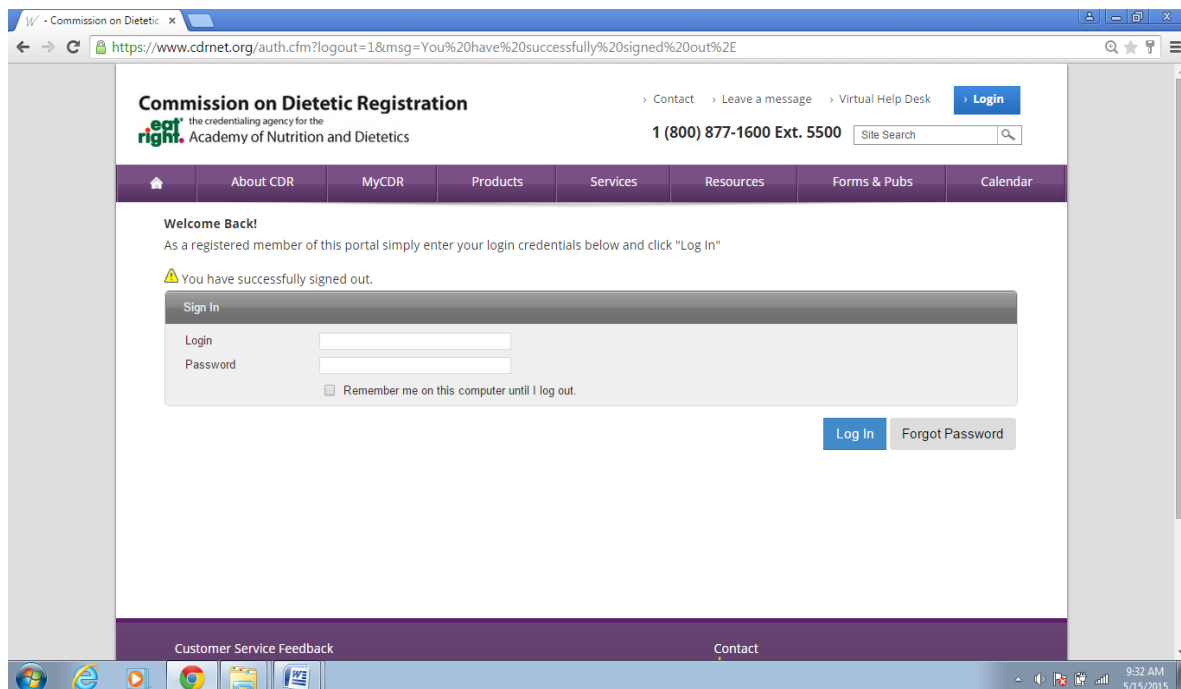 W - Commission on Dietetic
https://www.cdrnet.org/auth.cfm?logout=1&msg=You%20have%20successfully%20signed%20out%2E
Commission on Dietetic Registration
eat right. the credentialing agency for the
Academy of Nutrition and Dietetics
› Contact › Leave a message › Virtual Help Desk › Login
1 (800) 877-1600 Ext. 5500 Site Search
About CDR MyCDR Products Services Resources Forms & Pubs Calendar
Welcome Back!
As a registered member of this portal simply enter your login credentials below and click "Log In"
You have successfully signed out.
Sign In
Login
Password
Remember me on this computer until I log out.
Log In Forgot Password
Customer Service Feedback Contact
9:32 AM
5/15/2015